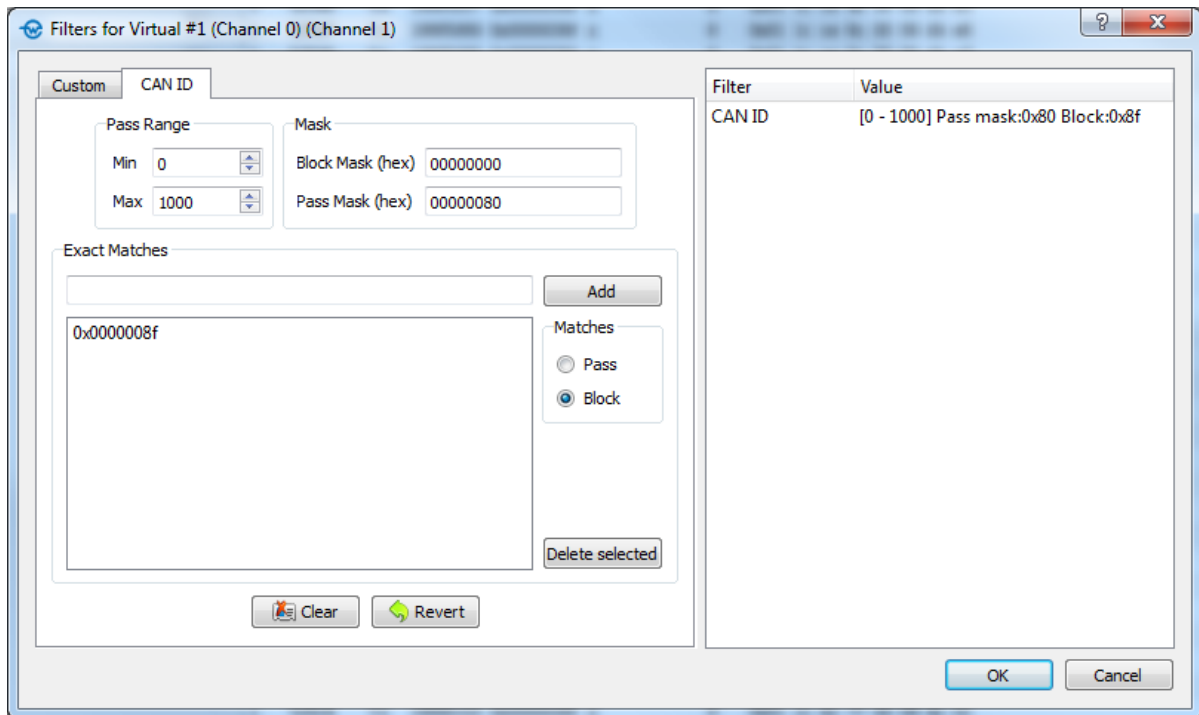 Filters for Virtual #1 (Channel 0) (Channel 1)
Custom
CAN ID
Pass Range
Min 0
Max 1000
Mask
Block Mask (hex) 00000000
Pass Mask (hex) 00000080
Exact Matches
Add
0x0000008f
Matches
Pass
Block
Delete selected
Clear
Revert
Filter Value
CAN ID [0 - 1000] Pass mask:0x80 Block:0x8f
OK
Cancel